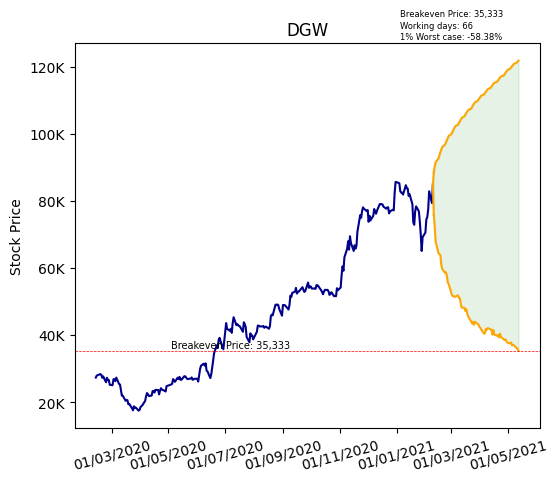 Breakeven Price: 35,333
Working days: 66
1% Worst case: -58.38%
DGW
Stock Price
120K
100K
80K
60K
40K
20K
Breakeven Price: 35,333
01/03/2020
01/05/2020
01/07/2020
01/09/2020
01/11/2020
01/01/2021
01/03/2021
01/05/2021